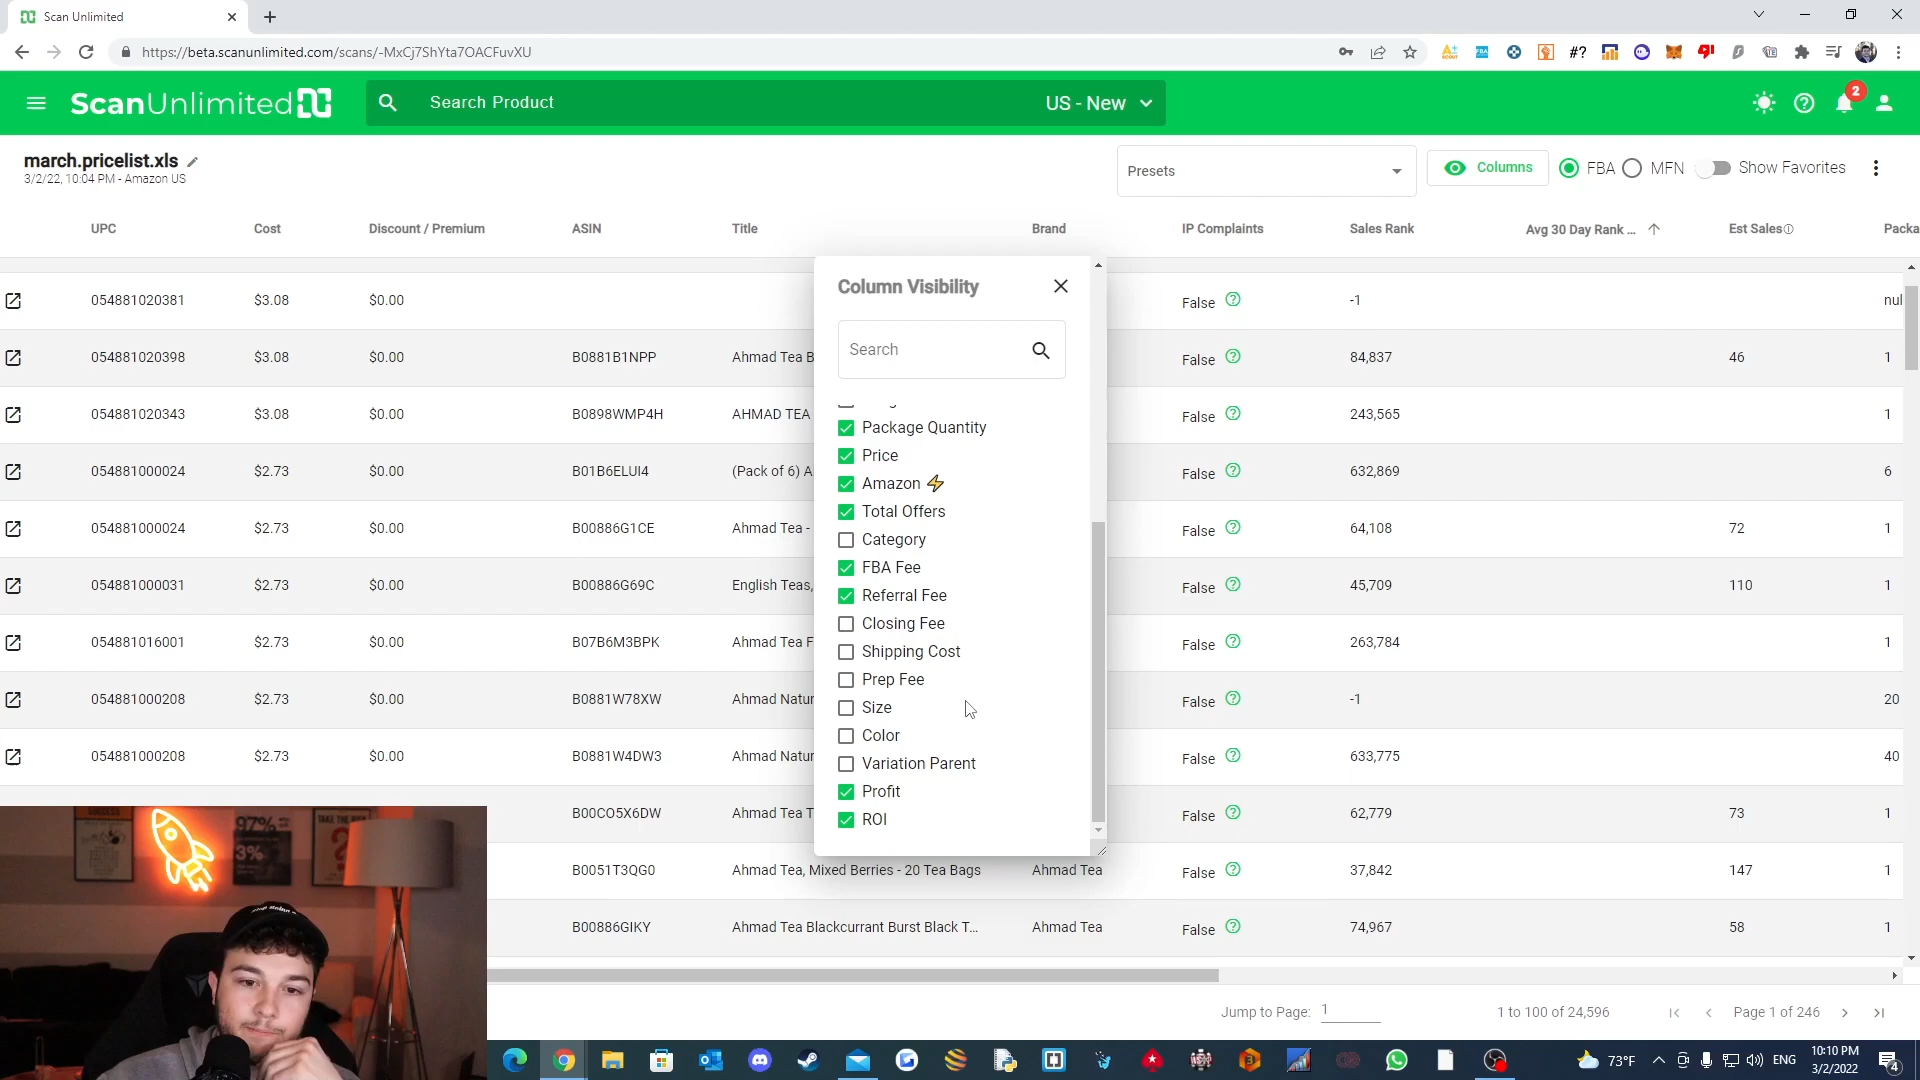 Scan Unlimited
https://beta.scanunlimited.com/scans/-MxCj7ShYta7OACFuvXU
#?
ScanUnlimited
Search Product
US - New
2
march.pricelist.xls
3/2/22, 10:04 PM - Amazon US
Presets
Columns
FBA
MFN
Show Favorites
UPC Cost Discount / Premium ASIN Title Brand IP Complaints Sales Rank Avg 30 Day Rank ... Est Sales Packa
054881020381 $3.08 $0.00 False -1 nul
054881020398 $3.08 $0.00 B0881B1NPP Ahmad Tea B False 84,837 46 1
054881020343 $3.08 $0.00 B0898WMP4H AHMAD TEA False 243,565 1
054881000024 $2.73 $0.00 B01B6ELUI4 (Pack of 6) A False 632,869 6
054881000024 $2.73 $0.00 B00886G1CE Ahmad Tea - False 64,108 72 1
054881000031 $2.73 $0.00 B00886G69C English Teas, False 45,709 110 1
054881016001 $2.73 $0.00 B07B6M3BPK Ahmad Tea F False 263,784 1
054881000208 $2.73 $0.00 B0881W78XW Ahmad Natur False -1 20
054881000208 $2.73 $0.00 B0881W4DW3 Ahmad Natur False 633,775 40
B00CO5X6DW Ahmad Tea T False 62,779 73 1
B0051T3QG0 Ahmad Tea, Mixed Berries - 20 Tea Bags Ahmad Tea False 37,842 147 1
B00886GIKY Ahmad Tea Blackcurrant Burst Black T... Ahmad Tea False 74,967 58 1
Column Visibility
Search
Package Quantity
Price
Amazon
Total Offers
Category
FBA Fee
Referral Fee
Closing Fee
Shipping Cost
Prep Fee
Size
Color
Variation Parent
Profit
ROI
SUCCESS
97%
3%
TAKE THE RISK
Jump to Page: 1
1 to 100 of 24,596
Page 1 of 246
73°F
ENG
10:10 PM
3/2/2022
4